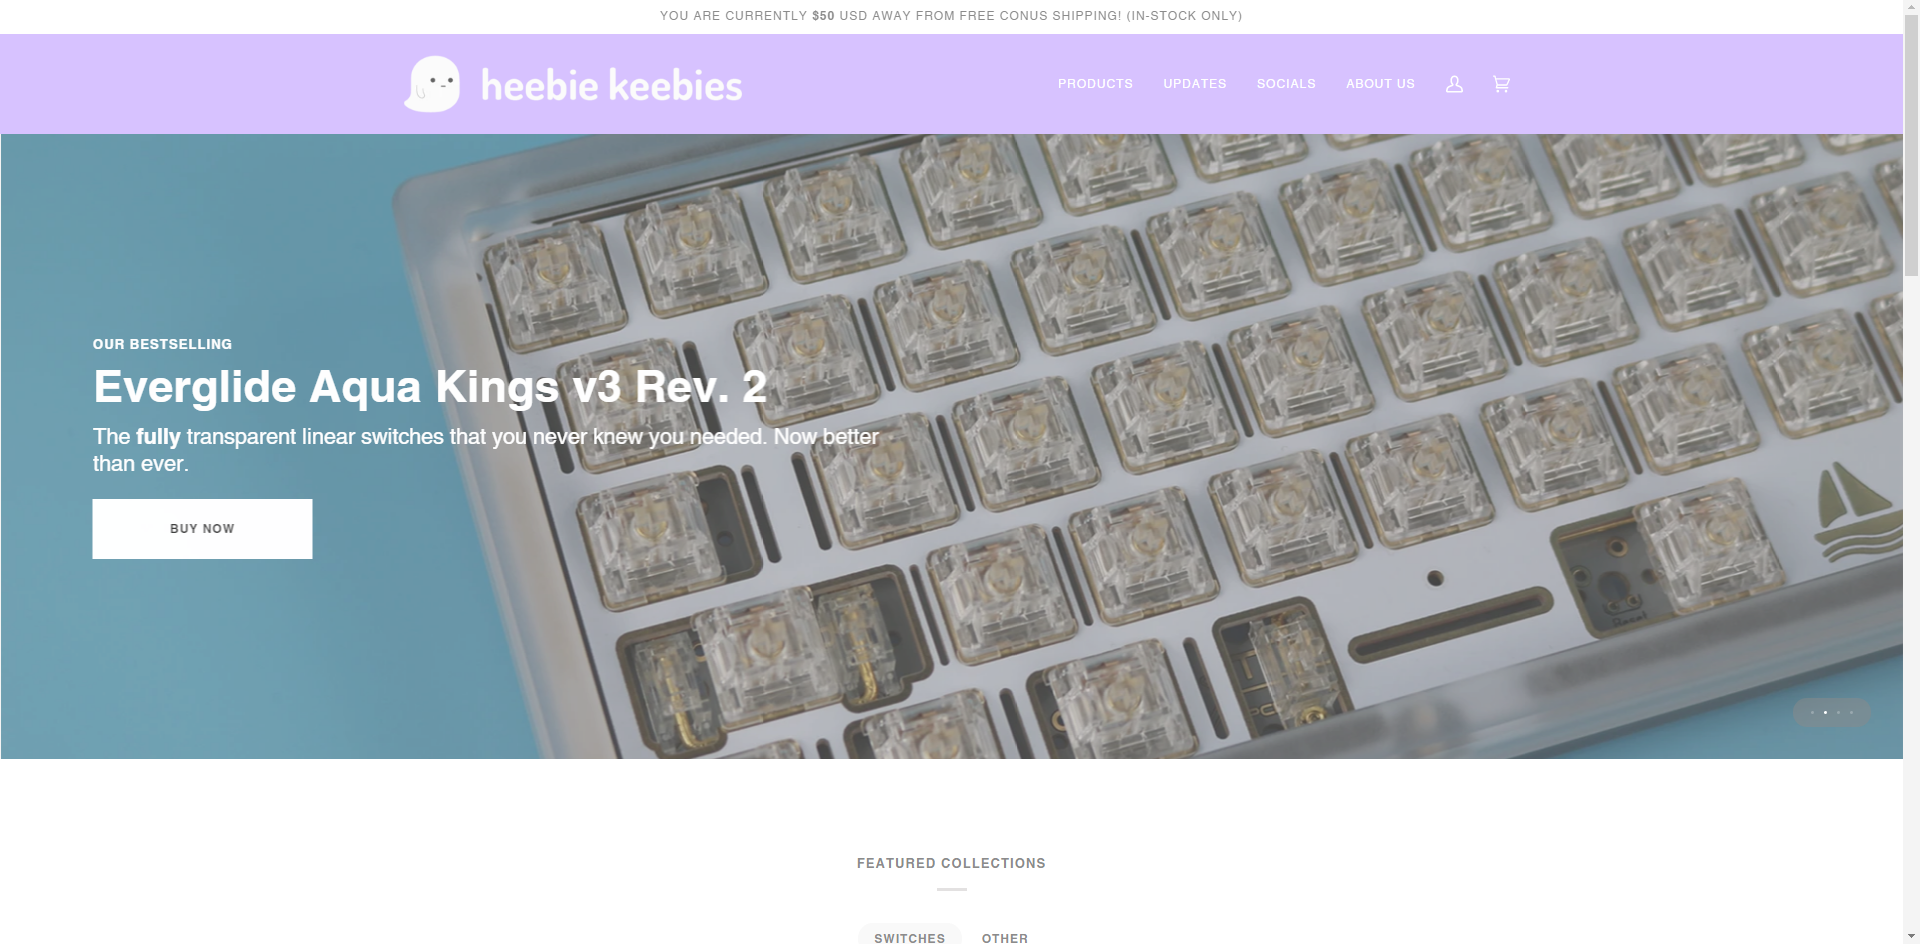 YOU ARE CURRENTLY $50 USD AWAY FROM FREE CONUS SHIPPING! (IN-STOCK ONLY)
heebie keebies
PRODUCTS UPDATES SOCIALS ABOUT US
OUR BESTSELLING
Everglide Aqua Kings v3 Rev. 2
The fully transparent linear switches that you never knew you needed. Now better
than ever.
BUY NOW
Reset
FEATURED COLLECTIONS
SWITCHES OTHER